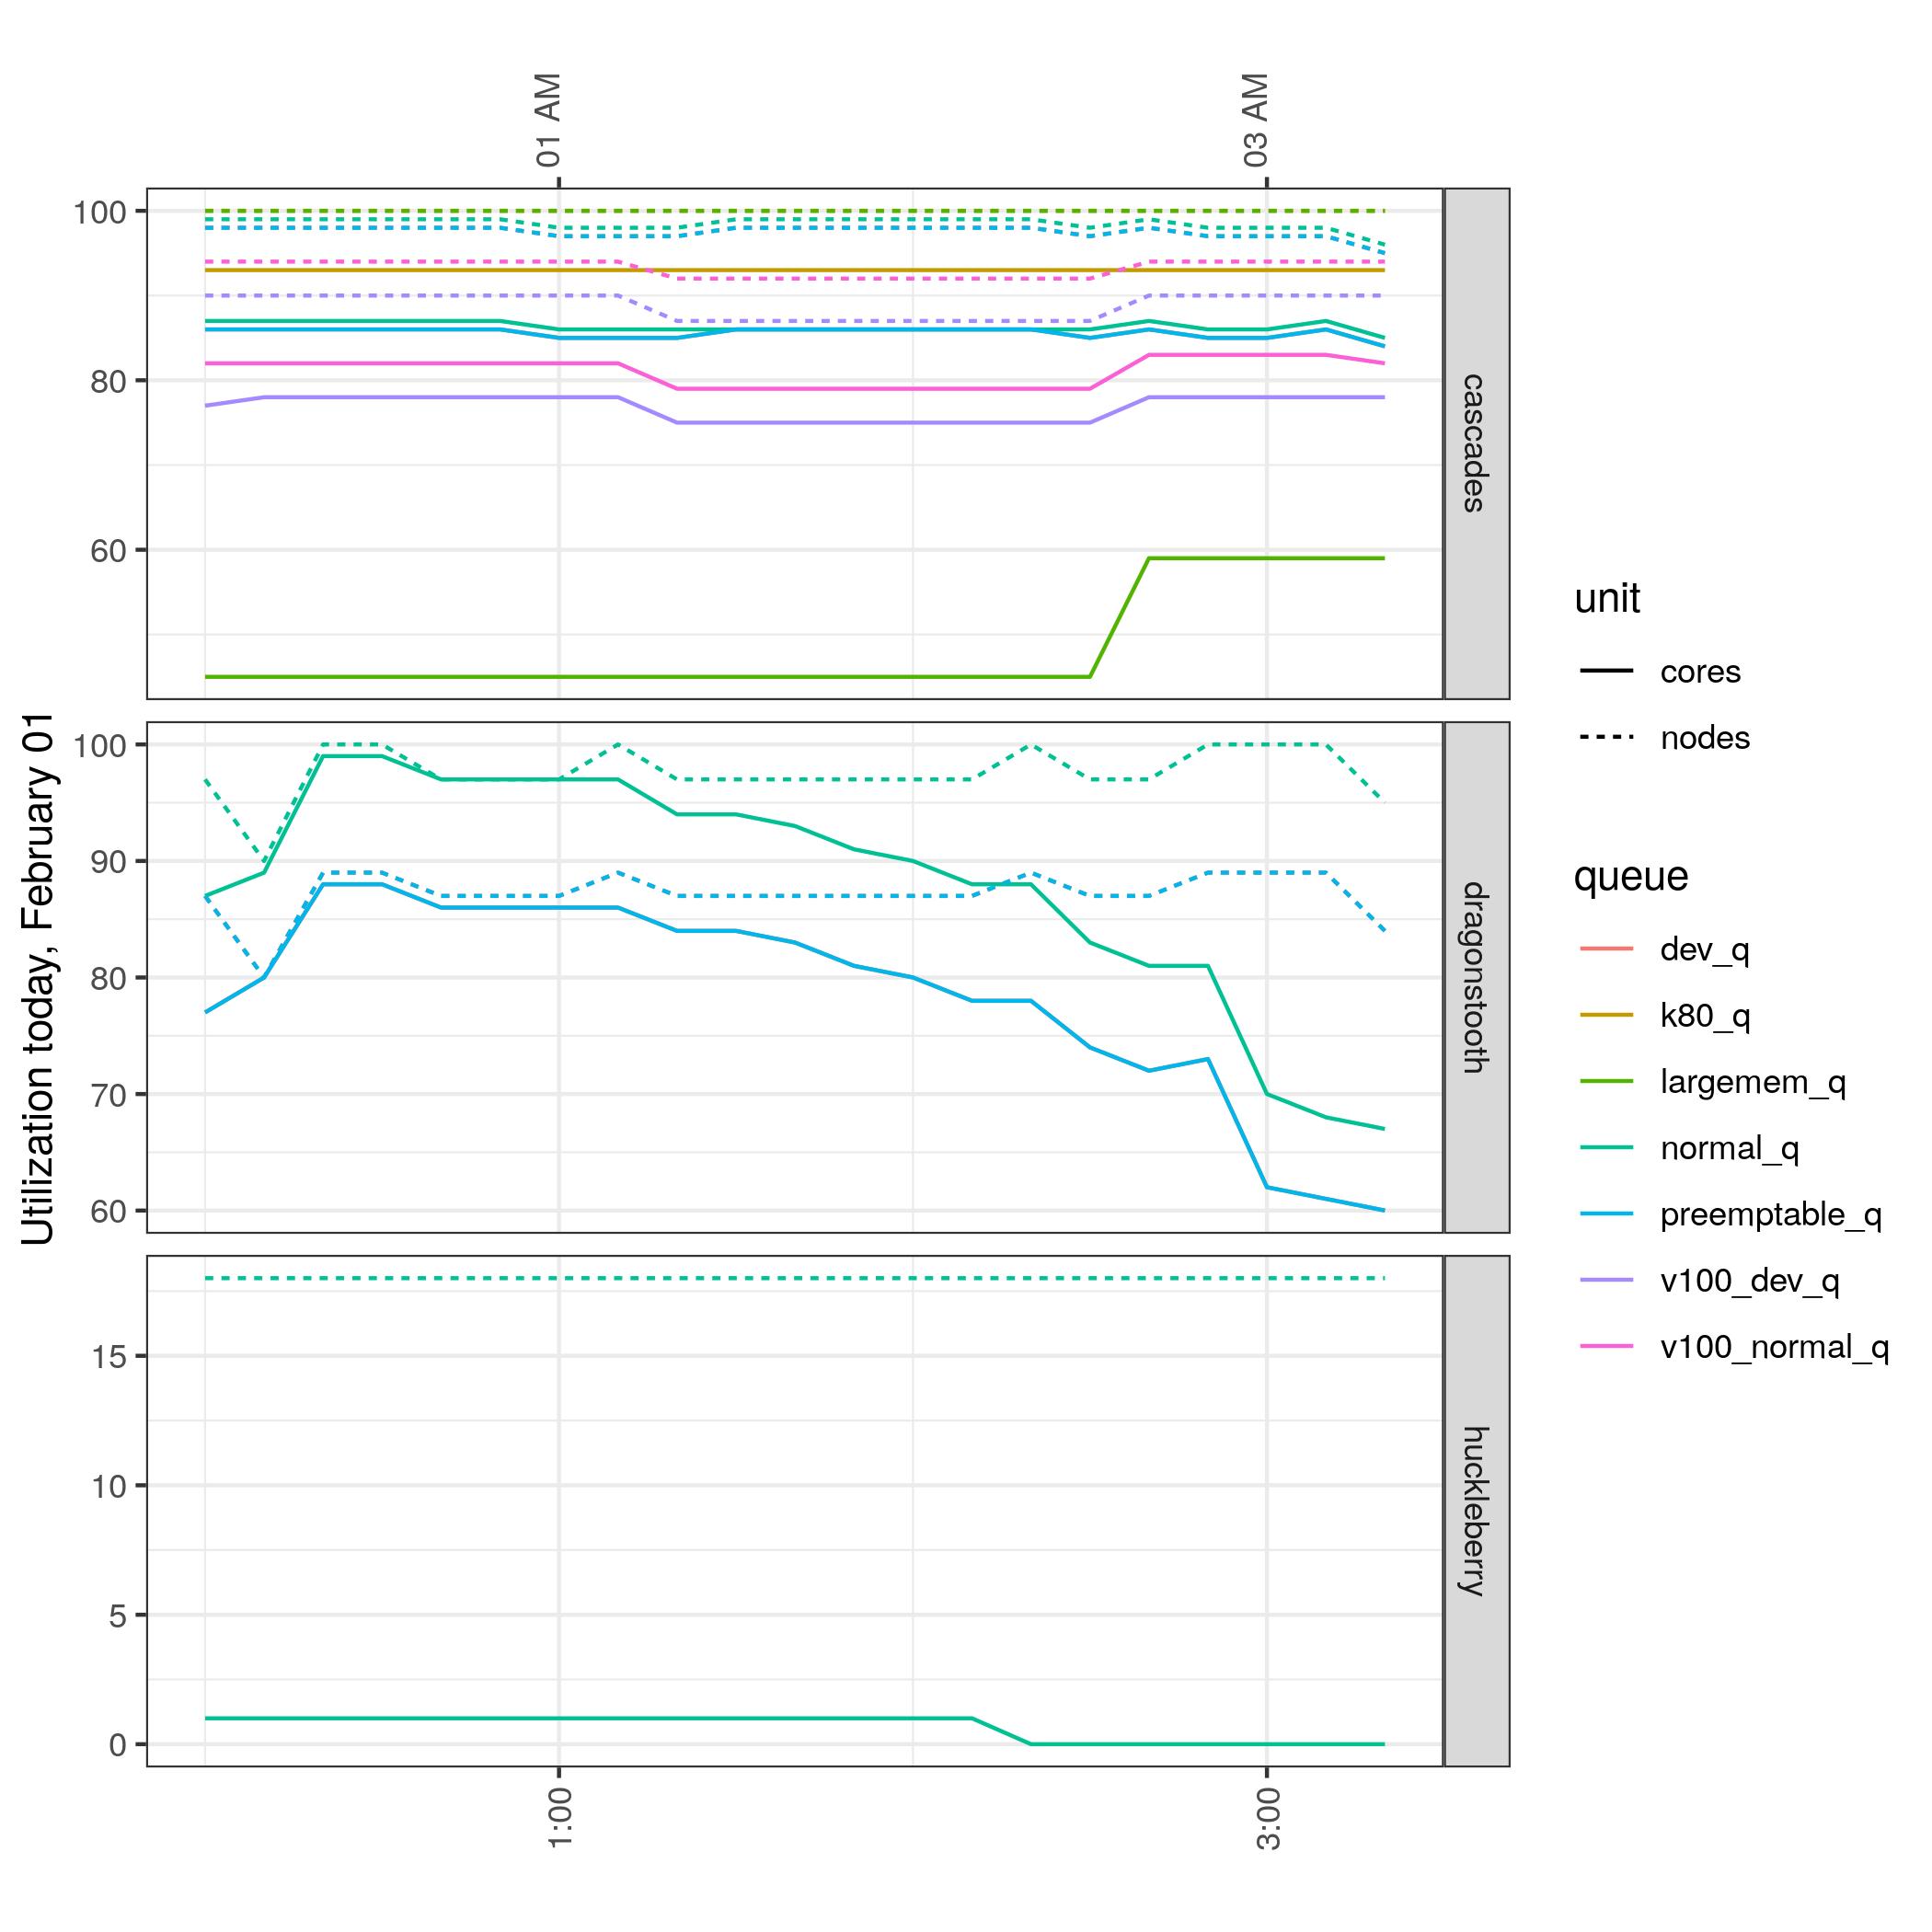 01 AM
03 AM
Utilization today, February 01
100
80
60
cascades
100
90
80
70
60
dragonstooth
15
10
5
0
huckleberry
1:00
3:00
unit
cores
nodes
queue
dev_q
k80_q
largemem_q
normal_q
preemptable_q
v100_dev_q
v100_normal_q